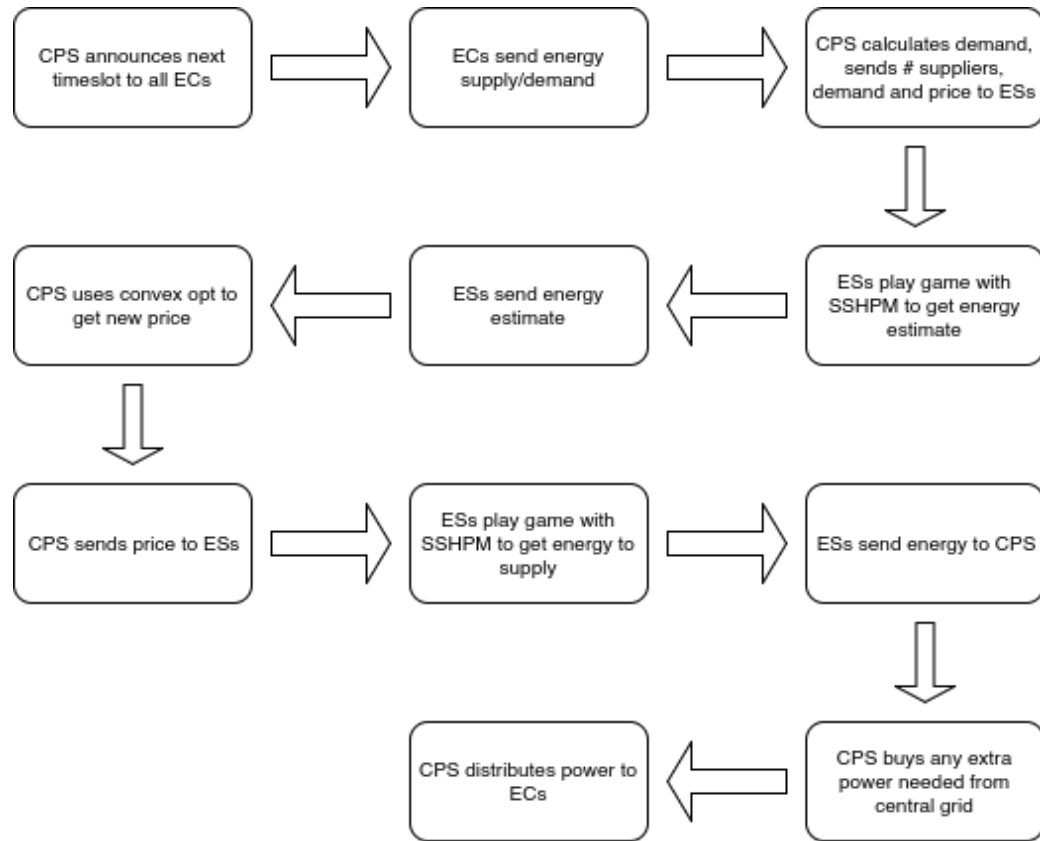 CPS announces next
timeslot to all ECs
ECs send energy
supply/demand
CPS calculates demand,
sends # suppliers,
demand and price to ESs
ESs play game with
SSHPM to get energy
estimate
ESs send energy
estimate
CPS uses convex opt to
get new price
CPS sends price to ESs
ESs play game with
SSHPM to get energy to
supply
ESs send energy to CPS
CPS buys any extra
power needed from
central grid
CPS distributes power to
ECs